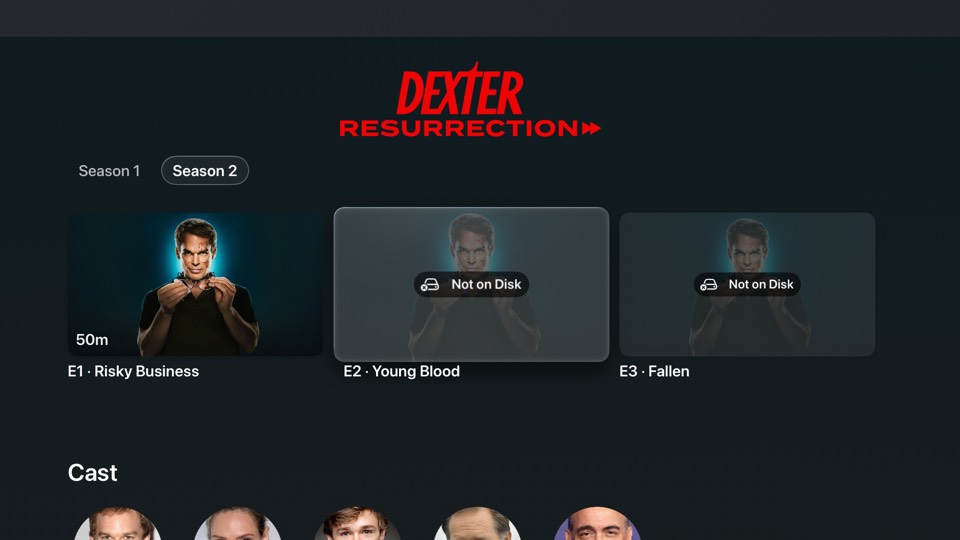 DEXTER
RESURRECTION
Season 1
Season 2
50m
Not on Disk
Not on Disk
E1 · Risky Business
E2 · Young Blood
E3 · Fallen
Cast